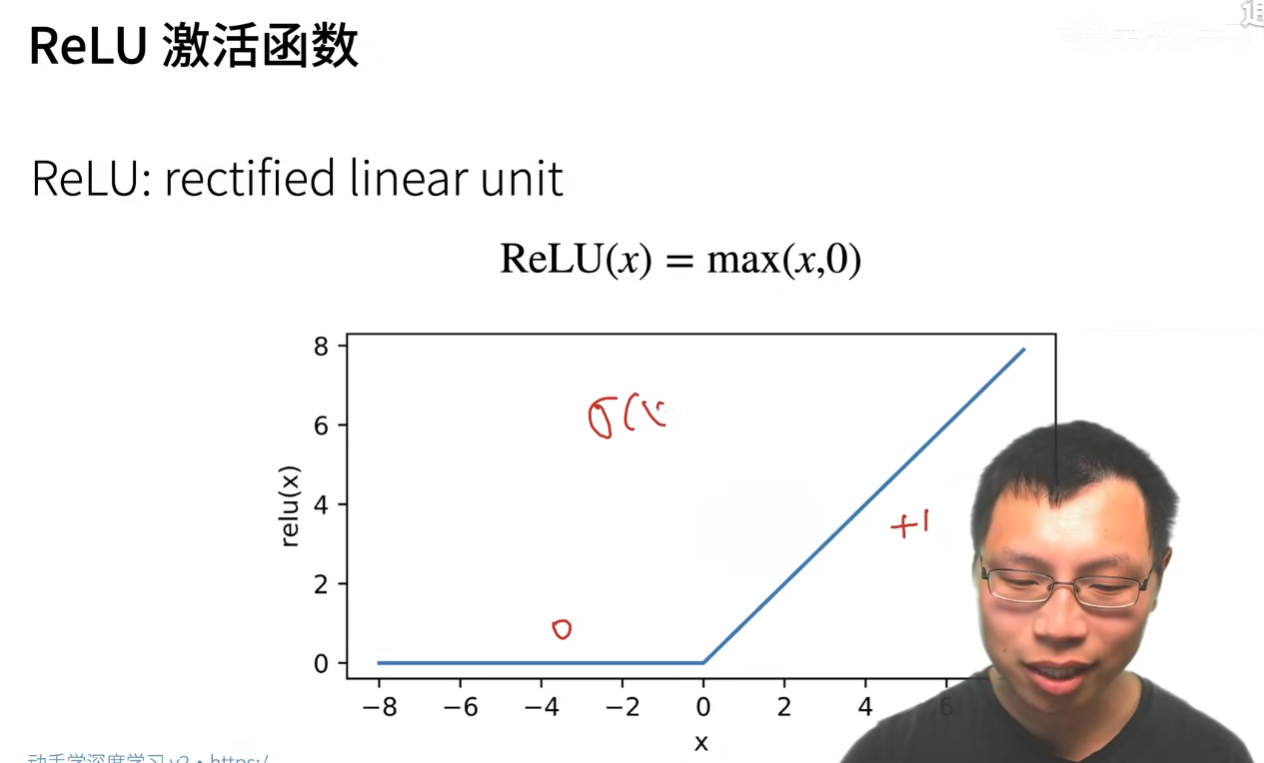 ReLU 激活函数
ReLU: rectified linear unit
ReLU(x) = max(x,0)
8
6
4
2
0
relu(x)
σ(x
+1
0
−8 −6 −4 −2 0 2 4 6
x
动手学深度学习 v2 · https:/